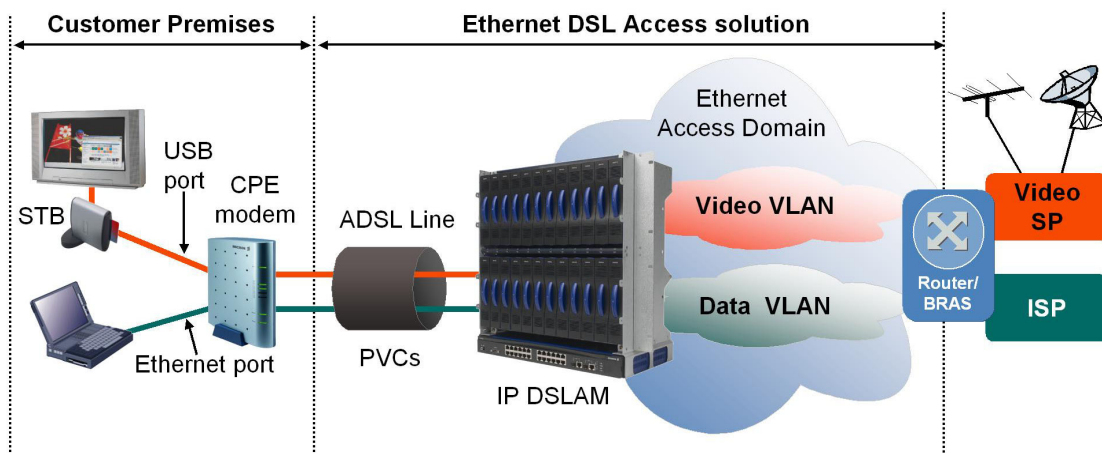 Customer Premises
Ethernet DSL Access solution
Ethernet
Access Domain
USB
port
CPE
modem
STB
ADSL Line
Video VLAN
Video
SP
Router/
BRAS
Data VLAN
ISP
Ethernet port
PVCs
IP DSLAM